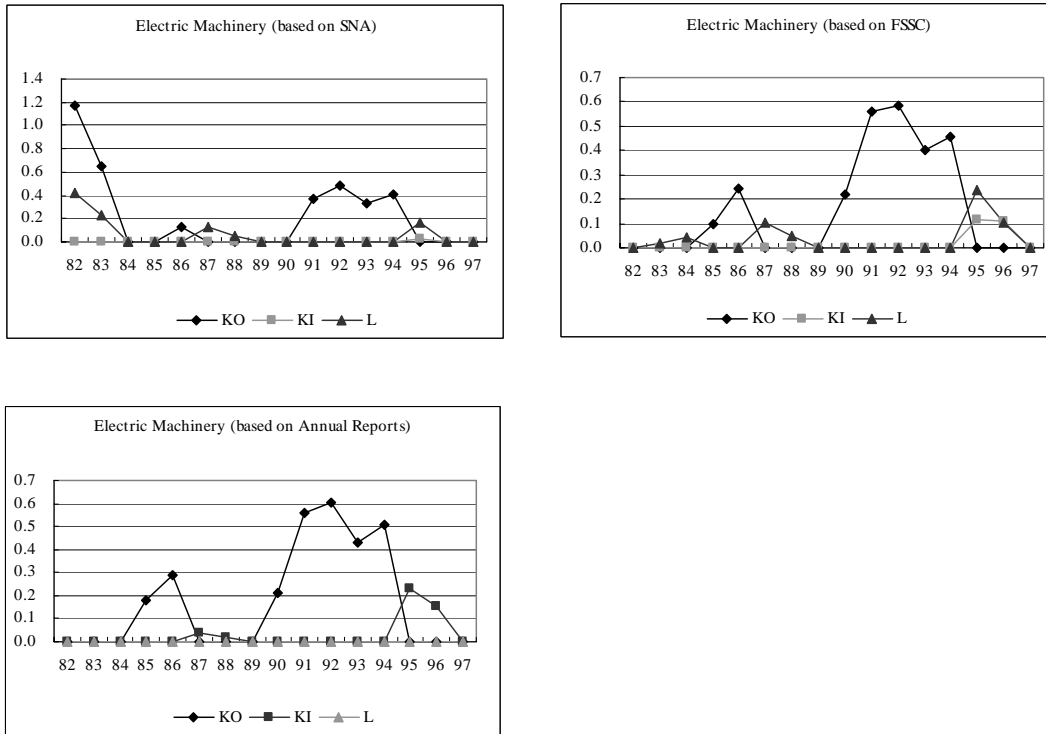 Electric Machinery (based on SNA)
1.4
1.2
1.0
0.8
0.6
0.4
0.2
0.0
82 83 84 85 86 87 88 89 90 91 92 93 94 95 96 97
KO KI L
Electric Machinery (based on FSSC)
0.7
0.6
0.5
0.4
0.3
0.2
0.1
0.0
82 83 84 85 86 87 88 89 90 91 92 93 94 95 96 97
KO KI L
Electric Machinery (based on Annual Reports)
0.7
0.6
0.5
0.4
0.3
0.2
0.1
0.0
82 83 84 85 86 87 88 89 90 91 92 93 94 95 96 97
KO KI L